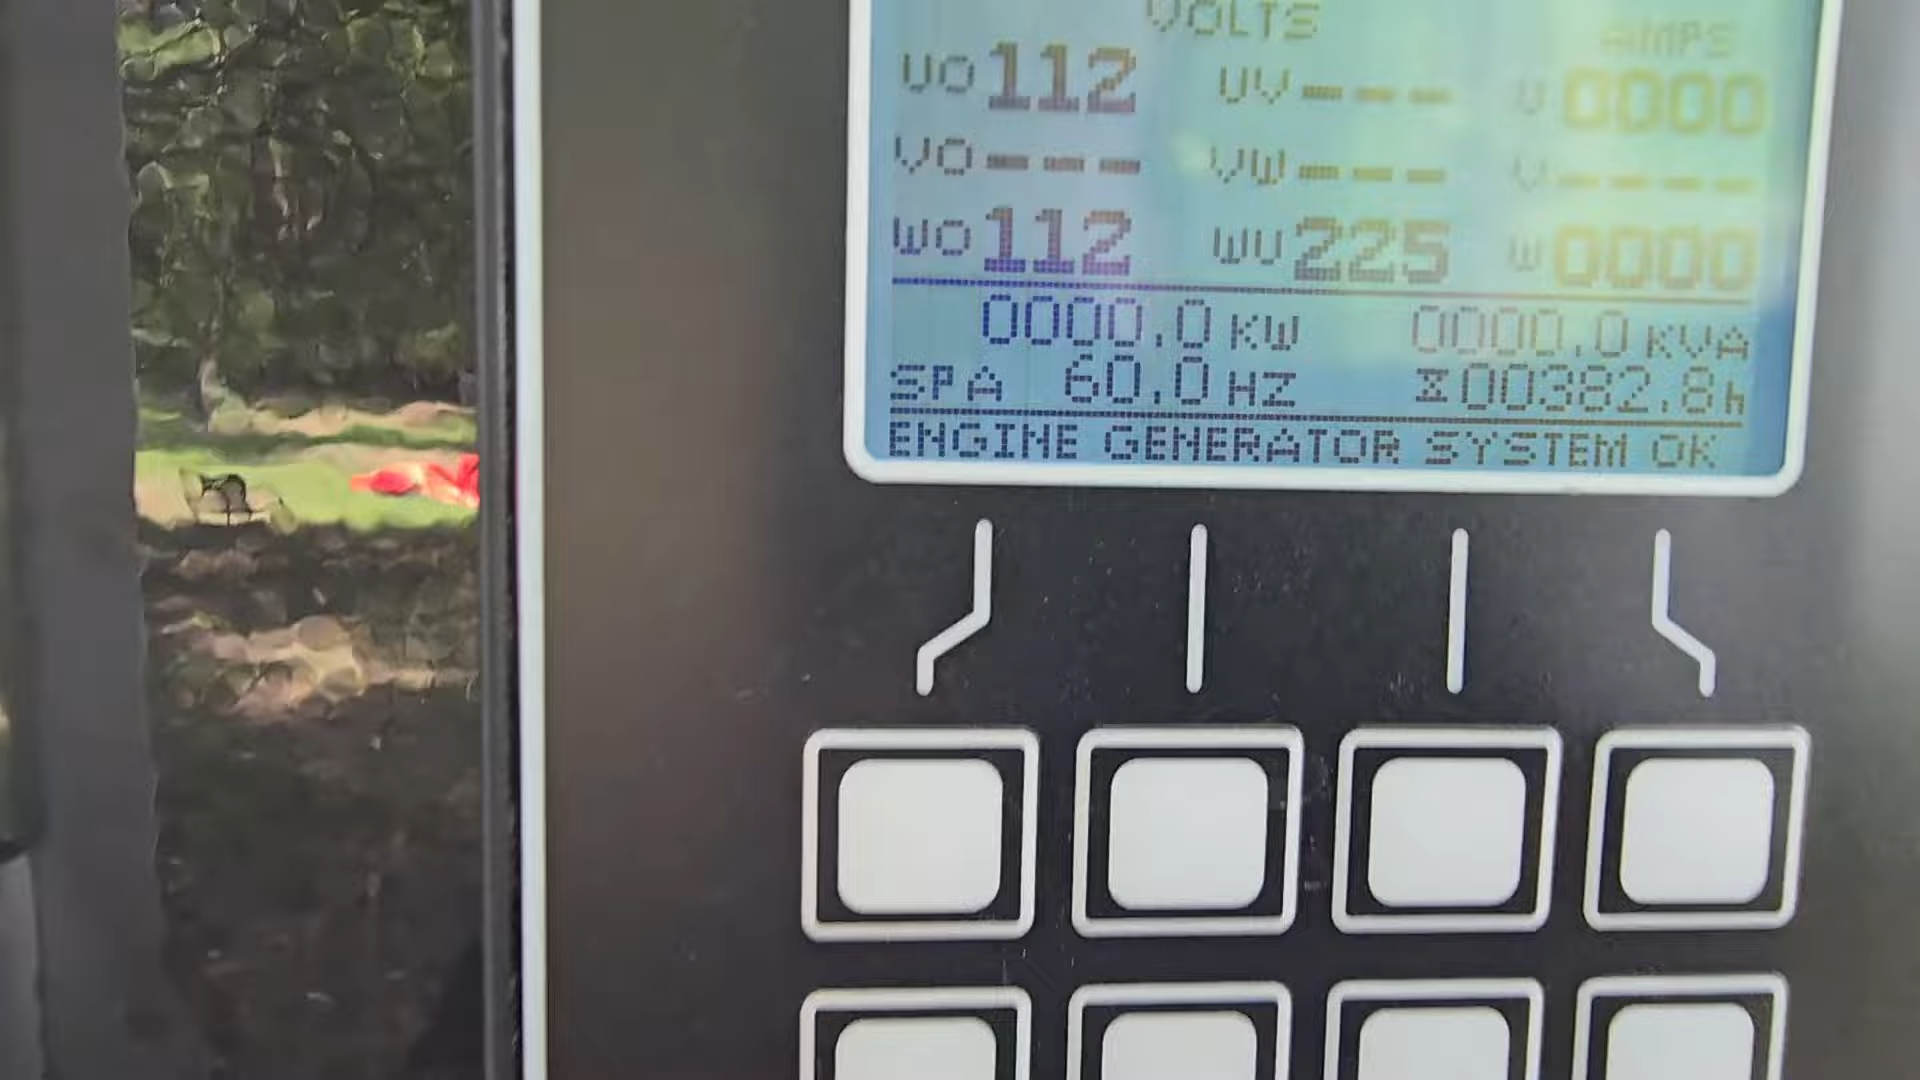 VOLTS AMPS
UO 112 UV --- U 0000
VO --- VW --- V ----
WO 112 WU 225 W 0000
0000.0 KW 0000.0 KVA
SPA 60.0 HZ ⧖00382.8h
ENGINE GENERATOR SYSTEM OK